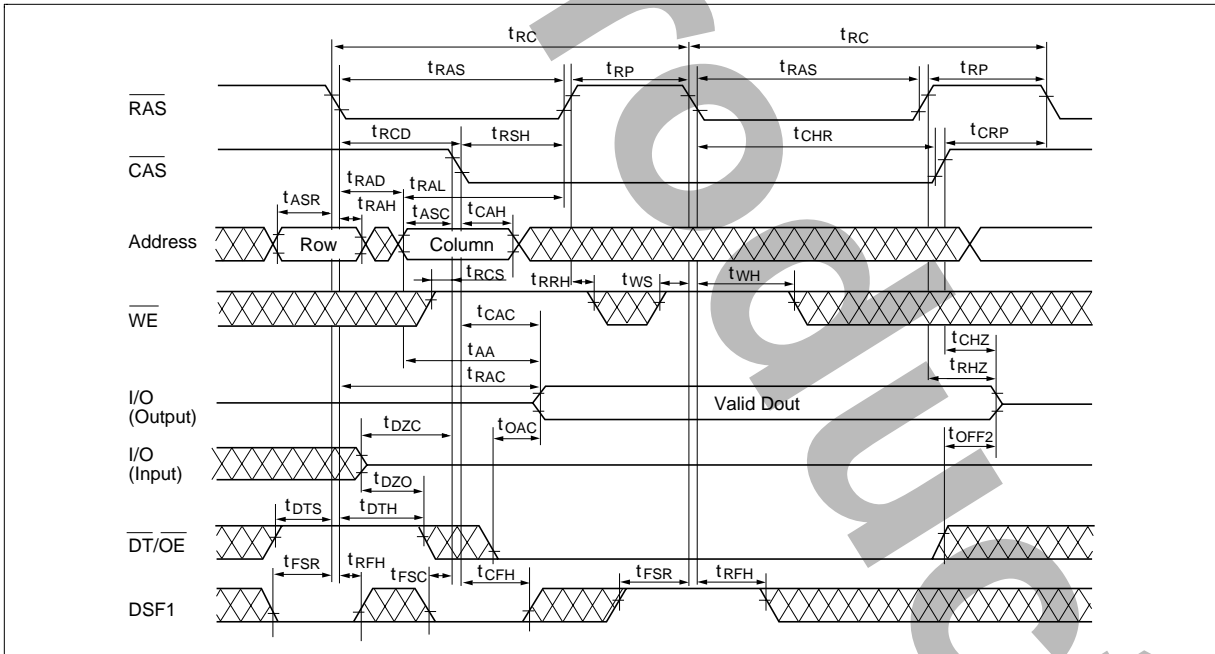 tRC tRC
tRAS tRP tRAS tRP
RAS
tRCD tRSH tCHR tCRP
CAS
tRAD tRAL
tASR tRAH tASC tCAH
Address Row Column
tRCS tRRH tWS tWH
WE
tCAC tCHZ
tAA
tRAC tRHZ
I/O
(Output) Valid Dout
tDZC tOAC tOFF2
I/O
(Input)
tDZO
tDTS tDTH
DT/OE
tFSR tRFH tFSC tCFH tFSR tRFH
DSF1
roduc